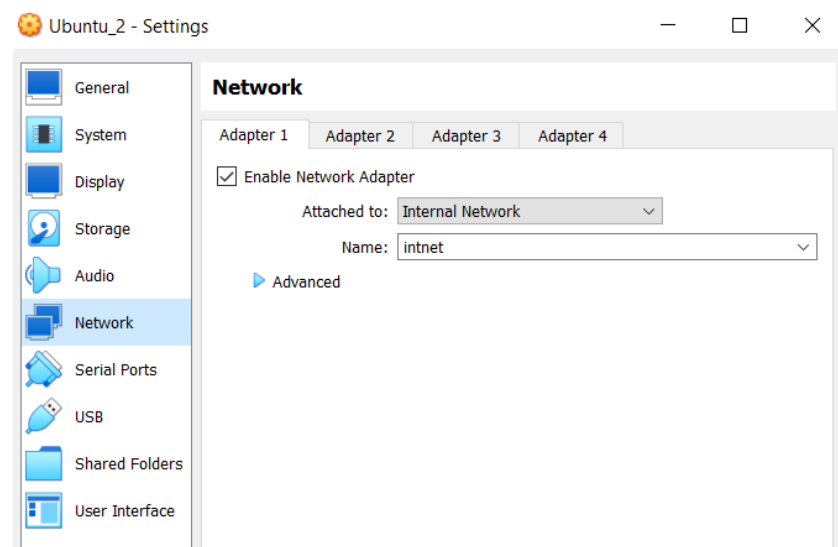 Ubuntu_2 - Settings
General
System
Display
Storage
Audio
Network
Serial Ports
USB
Shared Folders
User Interface
Network
Adapter 1 Adapter 2 Adapter 3 Adapter 4
Enable Network Adapter
Attached to: Internal Network
Name: intnet
Advanced